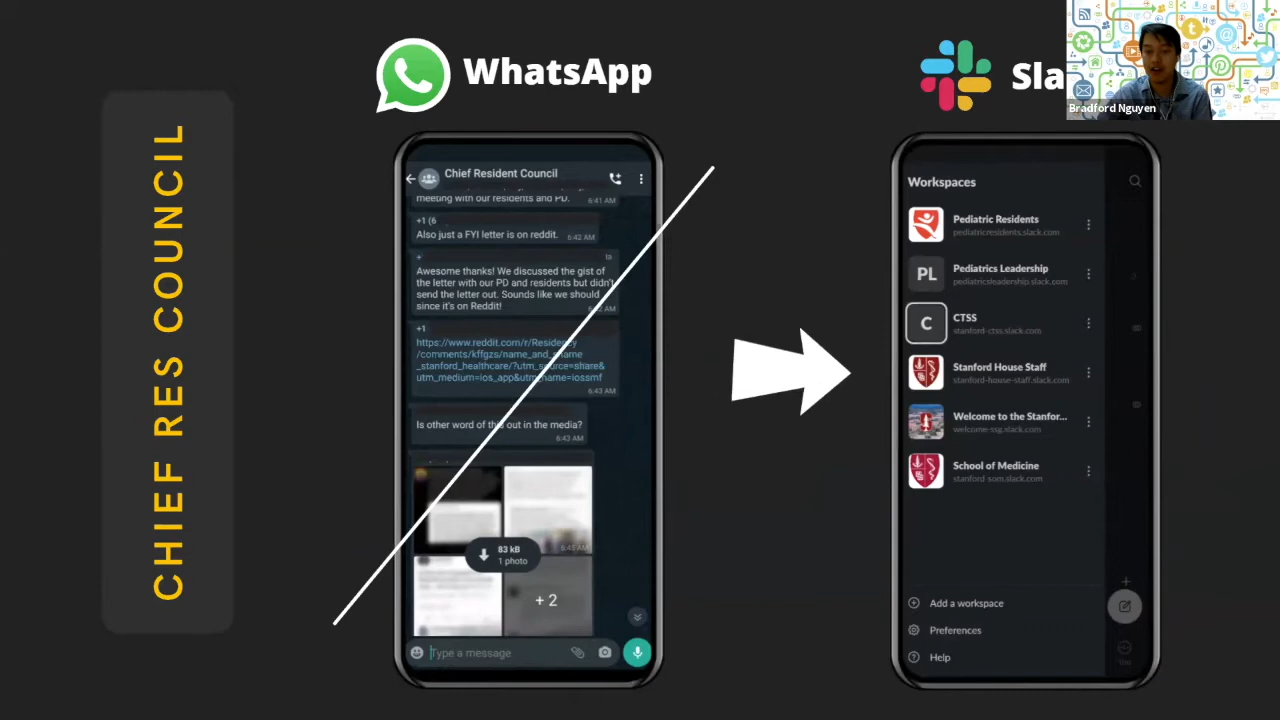 CHIEF RES COUNCIL
WhatsApp
Sla
Bradford Nguyen
Chief Resident Council
meeting with our residents and PD.
6:41 AM
+1 (6
Also just a FYI letter is on reddit.
6:42 AM
+
la
Awesome thanks! We discussed the gist of
the letter with our PD and residents but didn't
send the letter out. Sounds like we should
since it's on Reddit!
+1
https://www.reddit.com/r/Residency
/comments/kffgzs/name_and_shame
_stanford_healthcare/?utm_source=share&
utm_medium=ios_app&utm_name=iossmf
6:43 AM
Is other word of this out in the media?
6:43 AM
6:45 AM
83 kB
1 photo
+ 2
Type a message
Workspaces
Pediatric Residents
pediatricresidents.slack.com
PL
Pediatrics Leadership
pediatricsleadership.slack.com
C
CTSS
stanford-ctss.slack.com
Stanford House Staff
stanford-house-staff.slack.com
Welcome to the Stanfor...
welcome-ssg.slack.com
School of Medicine
stanford-som.slack.com
Add a workspace
Preferences
Help
You